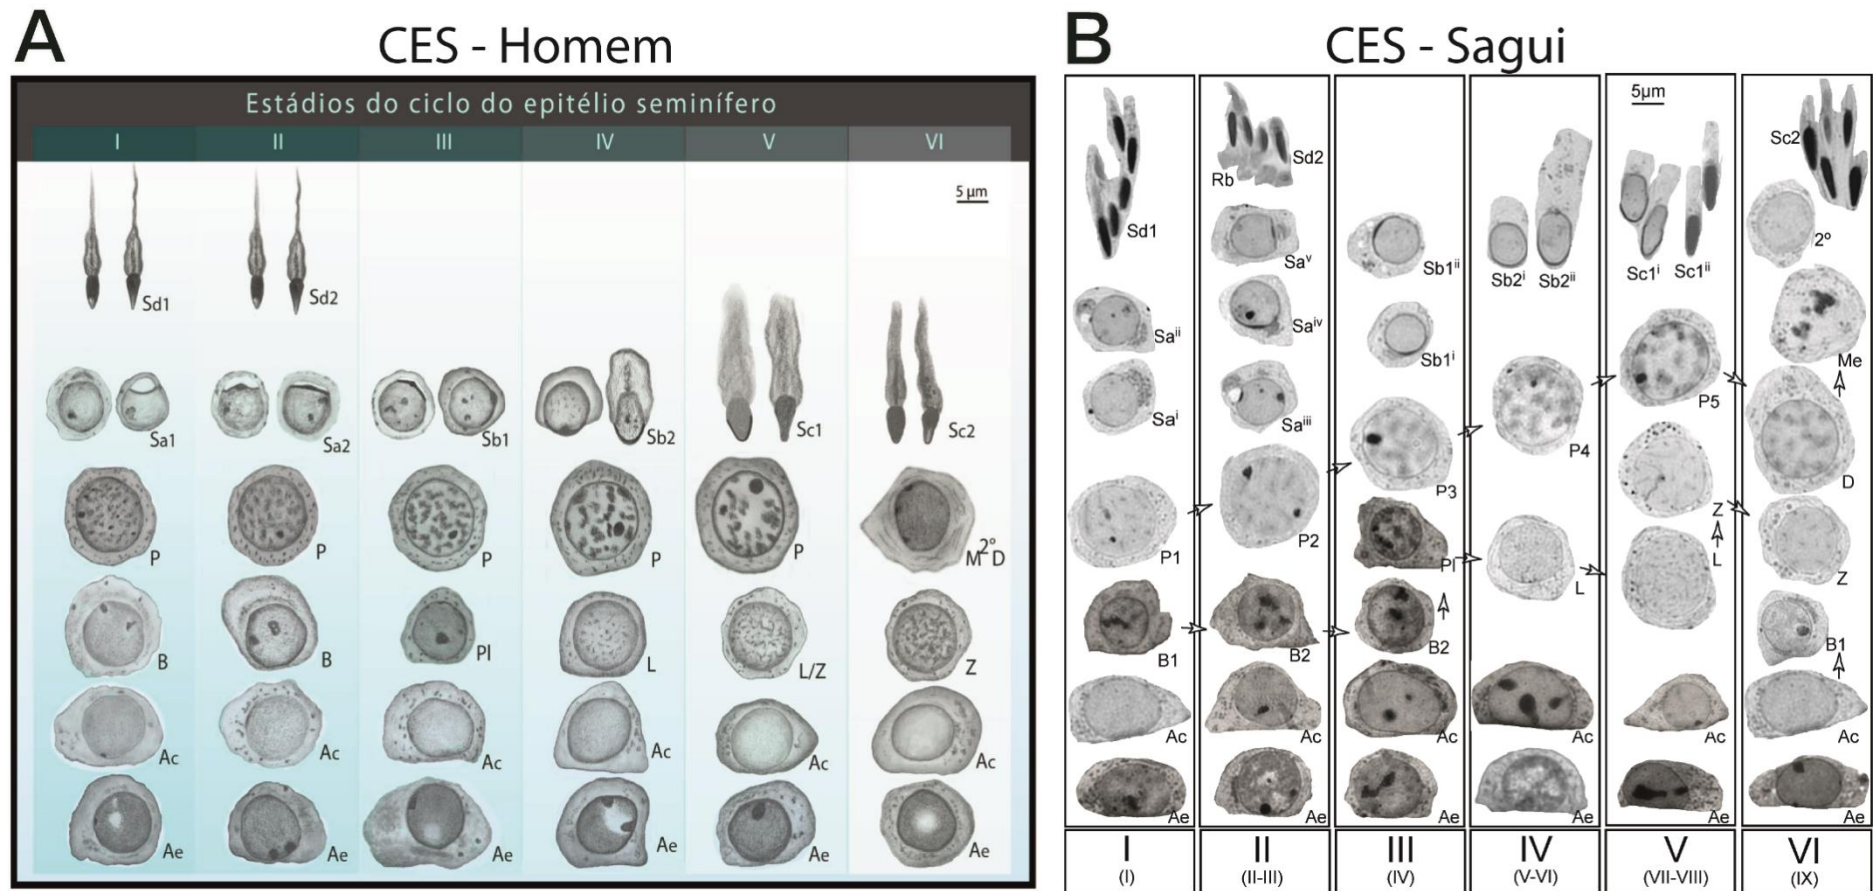 A
CES - Homem
Estádios do ciclo do epitélio seminífero
I II III IV V VI
5 µm
Sd1 Sd2
Sa1 Sa2 Sb1 Sb2 Sc1 Sc2
P P P P P M 2° D
B B Pl L L/Z Z
Ac Ac Ac Ac Ac Ac
Ae Ae Ae Ae Ae Ae
B
CES - Sagui
Sd1
Saii
Sai
P1
B1
Ac
Ae
I
(I)
Sd2
Rb
Sav
Saiv
Saiii
P2
B2
Ac
Ae
II
(II-III)
Sb1ii
Sb1i
P3
Pl
B2
Ac
Ae
III
(IV)
Sb2i Sb2ii
P4
L
Ac
Ae
IV
(V-VI)
5µm
Sc1i Sc1ii
P5
Z
L
Ac
Ae
V
(VII-VIII)
Sc2
2º
Me
D
Z
B1
Ac
Ae
VI
(IX)